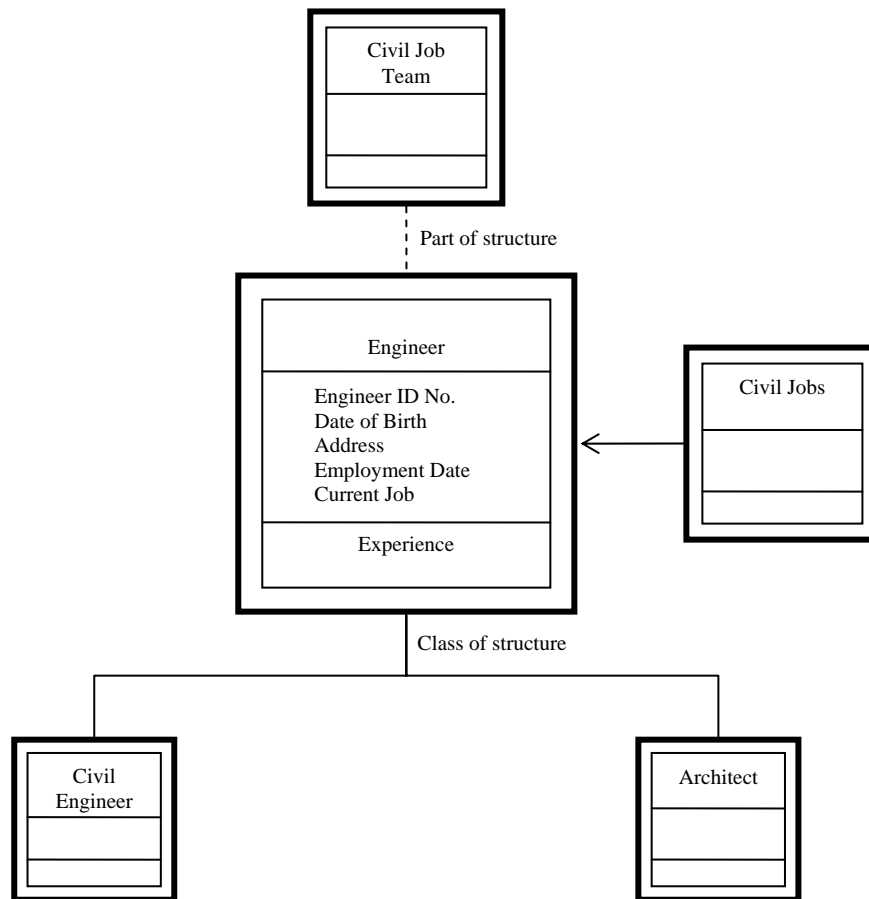 Civil Job
Team
Part of structure
Engineer
Engineer ID No.
Date of Birth
Address
Employment Date
Current Job
Experience
Civil Jobs
Class of structure
Civil
Engineer
Architect